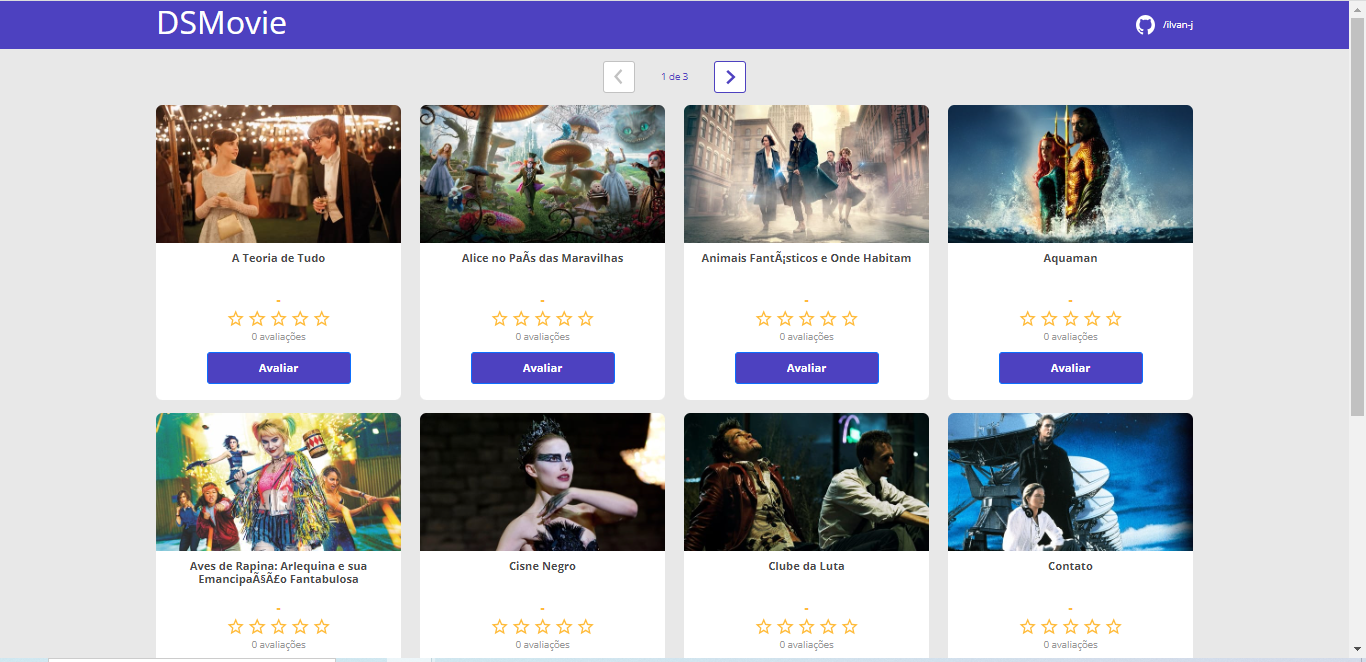 DSMovie
/ilvan-j
1 de 3
A Teoria de Tudo
Alice no PaÃs das Maravilhas
Animais FantÃ¡sticos e Onde Habitam
Aquaman
-
-
-
-
0 avaliações
0 avaliações
0 avaliações
0 avaliações
Avaliar
Avaliar
Avaliar
Avaliar
Aves de Rapina: Arlequina e sua
EmancipaÃ§Ã£o Fantabulosa
Cisne Negro
Clube da Luta
Contato
-
-
-
-
0 avaliações
0 avaliações
0 avaliações
0 avaliações